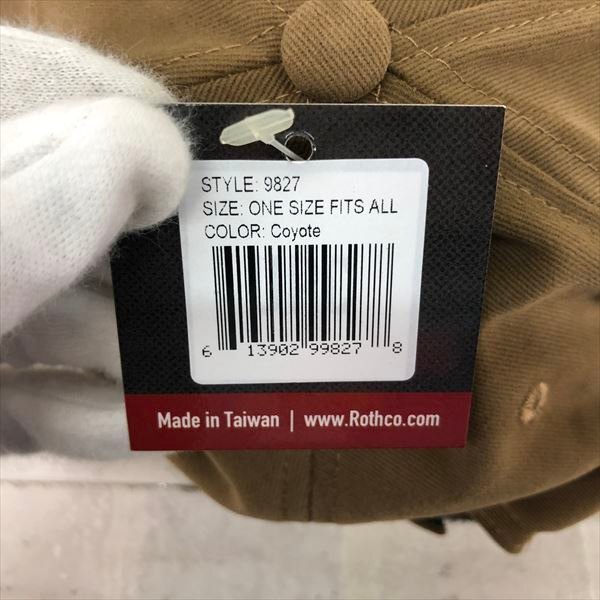 STYLE: 9827
SIZE: ONE SIZE FITS ALL
COLOR: Coyote
6 13902 99827 8
Made in Taiwan | www.Rothco.com